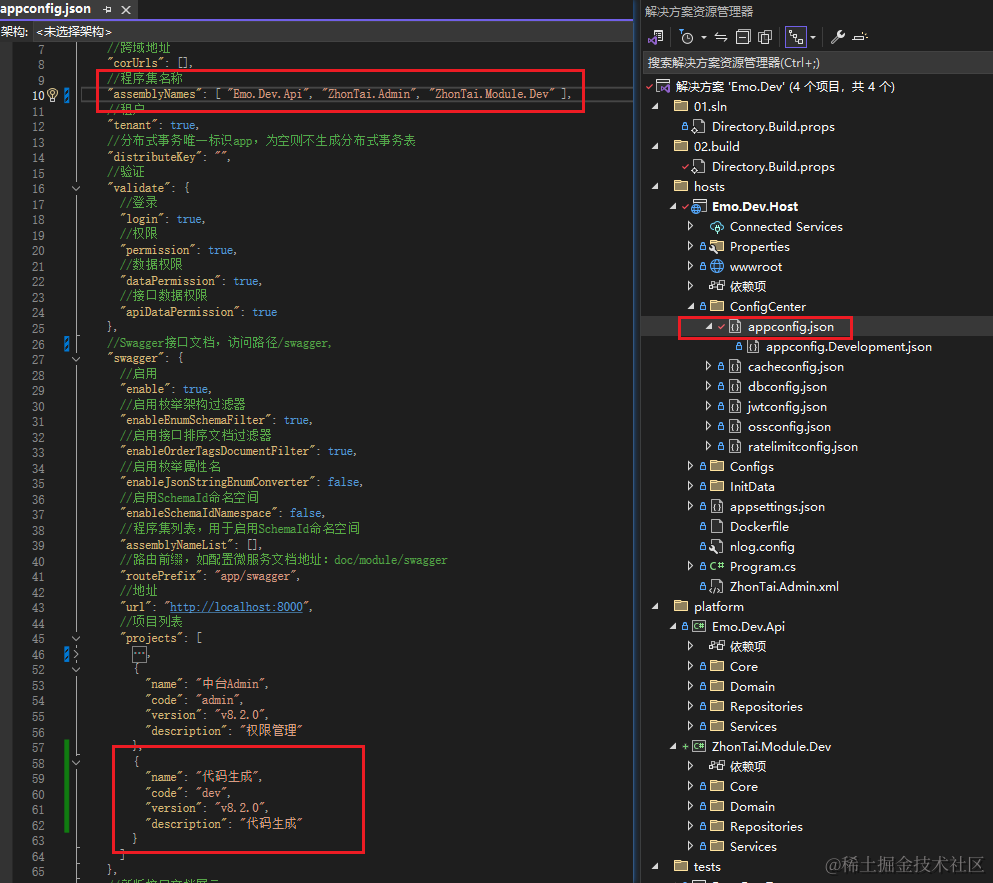 appconfig.json
架构: <未选择架构>
7 //跨域地址
8 "corUrls": [],
9 //程序集名称
10 "assemblyNames": [ "Emo.Dev.Api", "ZhonTai.Admin", "ZhonTai.Module.Dev" ],
11 //租户
12 "tenant": true,
13 //分布式事务唯一标识app，为空则不生成分布式事务表
14 "distributeKey": "",
15 //验证
16 "validate": {
17 //登录
18 "login": true,
19 //权限
20 "permission": true,
21 //数据权限
22 "dataPermission": true,
23 //接口数据权限
24 "apiDataPermission": true
25 },
26 //Swagger接口文档，访问路径/swagger,
27 "swagger": {
28 //启用
29 "enable": true,
30 //启用枚举架构过滤器
31 "enableEnumSchemaFilter": true,
32 //启用接口排序文档过滤器
33 "enableOrderTagsDocumentFilter": true,
34 //启用枚举属性名
35 "enableJsonStringEnumConverter": false,
36 //启用SchemaId命名空间
37 "enableSchemaIdNamespace": false,
38 //程序集列表，用于启用SchemaId命名空间
39 "assemblyNameList": [],
40 //路由前缀，如配置微服务文档地址：doc/module/swagger
41 "routePrefix": "app/swagger",
42 //地址
43 "url": "http://localhost:8000",
44 //项目列表
45 "projects": [
46 ...,
52 {
53 "name": "中台Admin",
54 "code": "admin",
55 "version": "v8.2.0",
56 "description": "权限管理"
57 },
58 {
59 "name": "代码生成",
60 "code": "dev",
61 "version": "v8.2.0",
62 "description": "代码生成"
63 }
64 ]
65 },
解决方案资源管理器
搜索解决方案资源管理器(Ctrl+;)
解决方案 'Emo.Dev' (4 个项目，共 4 个)
01.sln
Directory.Build.props
02.build
Directory.Build.props
hosts
Emo.Dev.Host
Connected Services
Properties
wwwroot
依赖项
ConfigCenter
appconfig.json
appconfig.Development.json
cacheconfig.json
dbconfig.json
jwtconfig.json
ossconfig.json
ratelimitconfig.json
Configs
InitData
appsettings.json
Dockerfile
nlog.config
C# Program.cs
ZhonTai.Admin.xml
platform
C# Emo.Dev.Api
依赖项
Core
Domain
Repositories
Services
C# ZhonTai.Module.Dev
依赖项
Core
Domain
Repositories
Services
tests
@稀土掘金技术社区